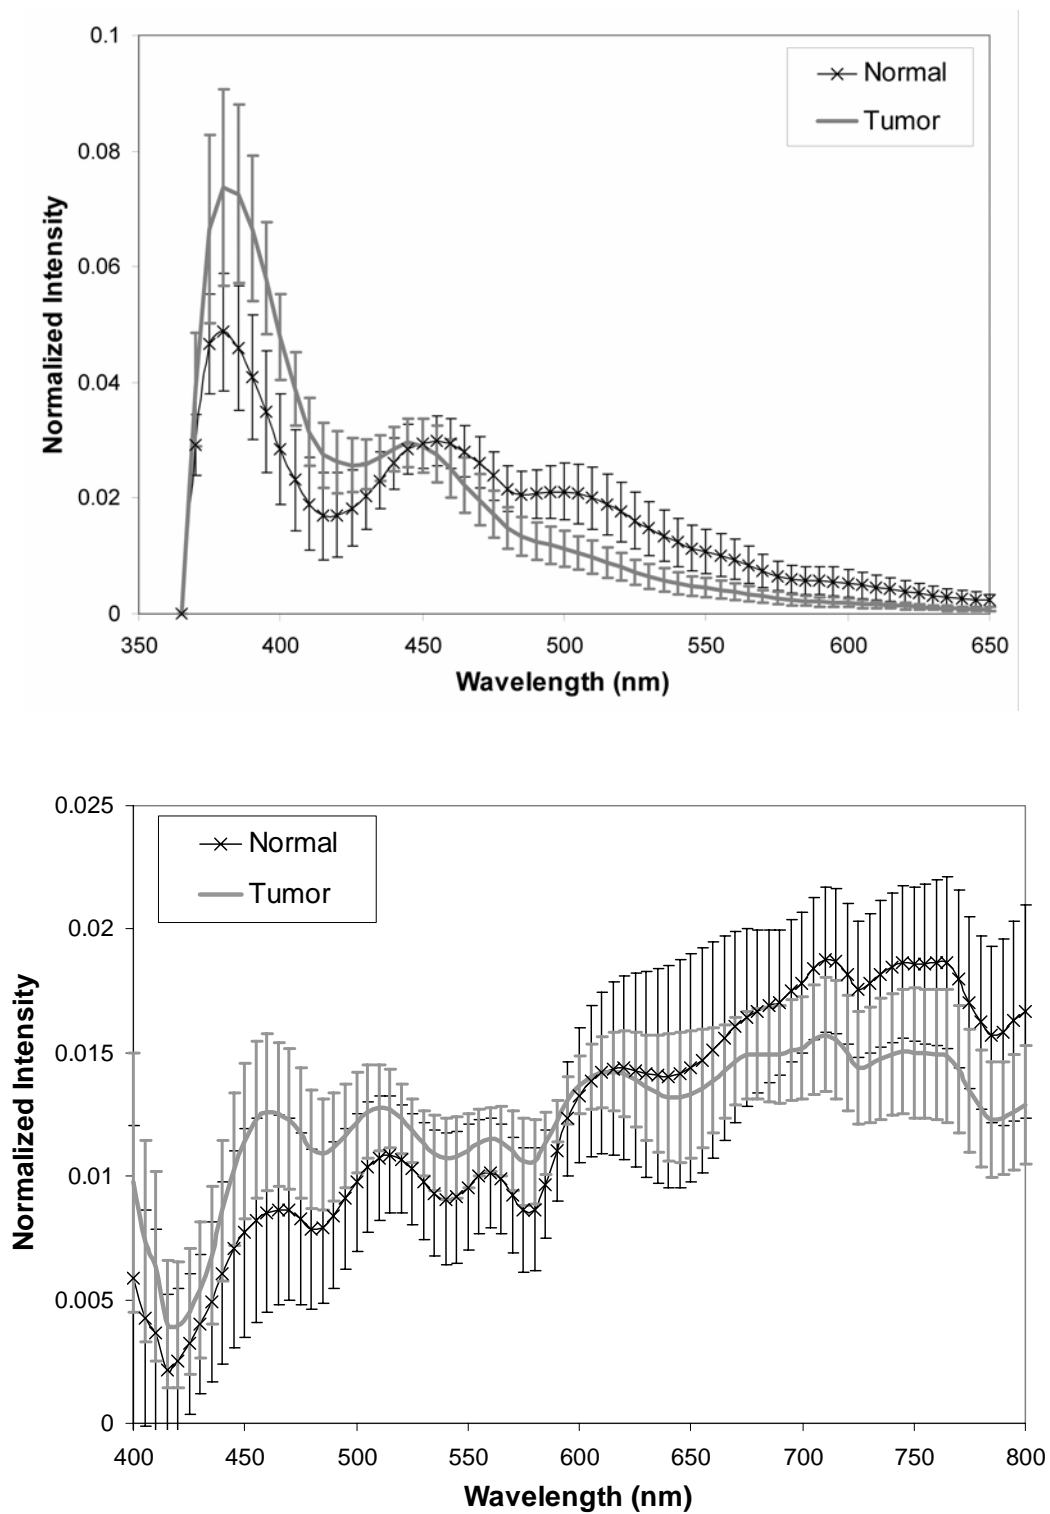 0.1
Normal
Tumor
0.08
0.06
0.04
0.02
0
Normalized Intensity
350 400 450 500 550 600 650
Wavelength (nm)
0.025
Normal
Tumor
0.02
0.015
0.01
0.005
0
Normalized Intensity
400 450 500 550 600 650 700 750 800
Wavelength (nm)